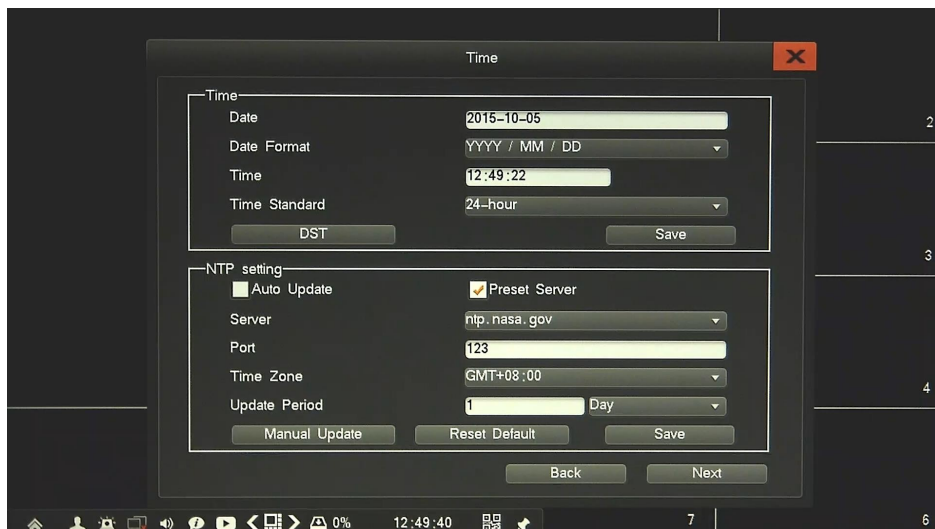 Time
Time
Date 2015-10-05
2
Date Format YYYY / MM / DD
Time 12:49:22
Time Standard 24-hour
DST Save
3
NTP setting
Auto Update Preset Server
Server ntp.nasa.gov
Port 123
Time Zone GMT+08:00
4
Update Period 1 Day
Manual Update Reset Default Save
Back Next
0% 12:49:40 7 6